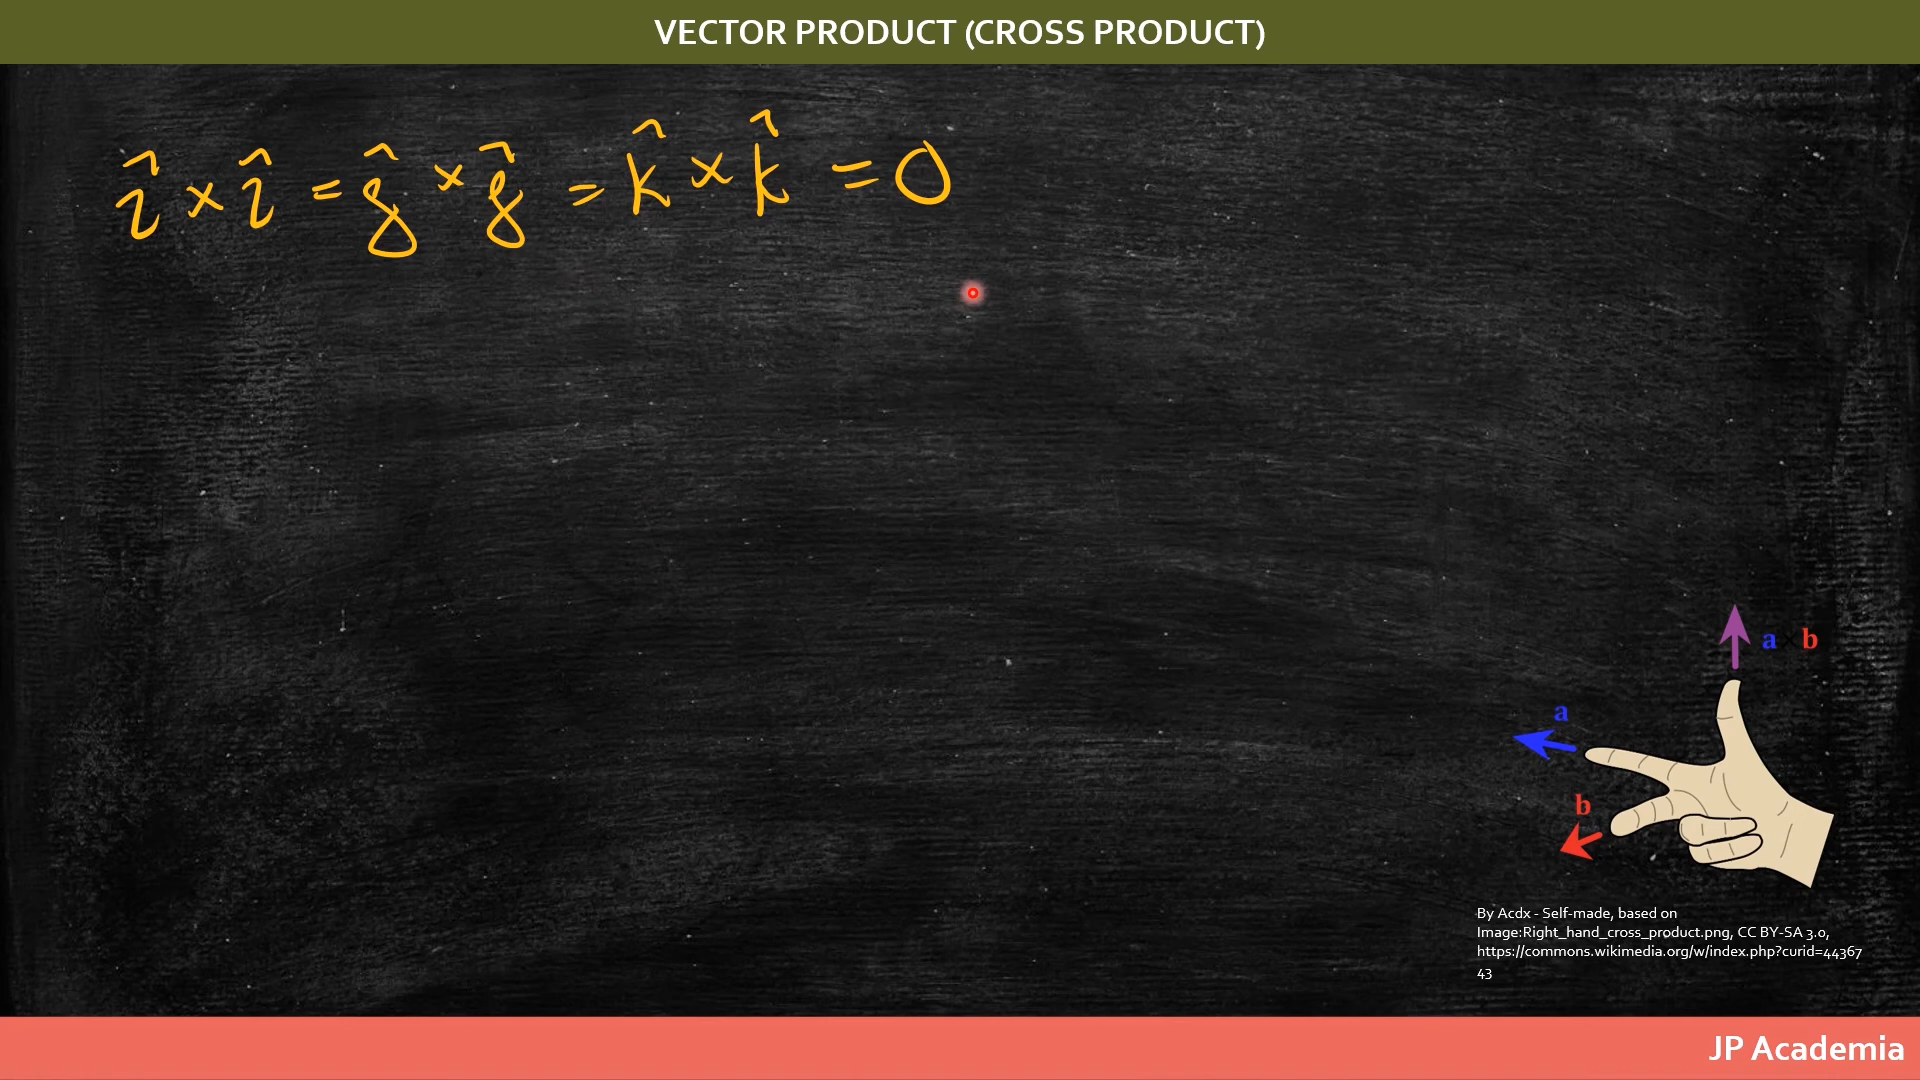 VECTOR PRODUCT (CROSS PRODUCT)
î × î = ĵ × ĵ = k̂ × k̂ = 0
a × b
a
b
By Acdx - Self-made, based on
Image:Right_hand_cross_product.png, CC BY-SA 3.0,
https://commons.wikimedia.org/w/index.php?curid=44367
43
JP Academia